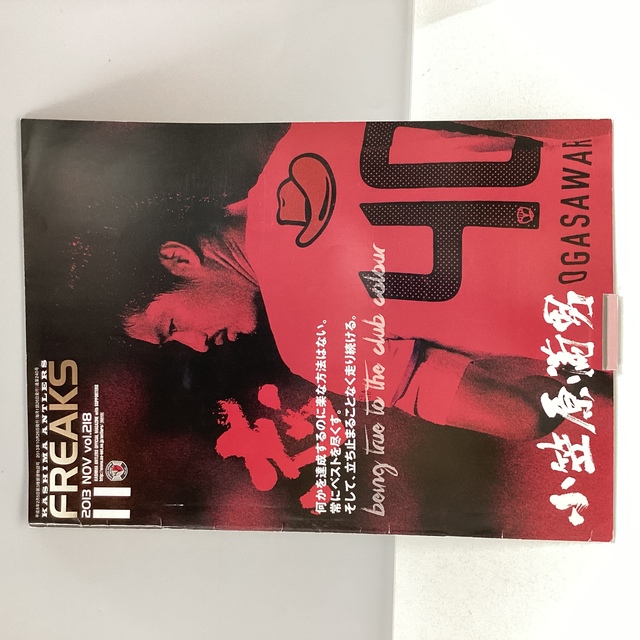 KASHIMA ANTLERS
FREAKS
2013 NOV vol.218
11
何かを達成するのに楽な方法はない。
常にベストを尽くす。
そして、立ち止まることなく走り続ける。
being true to the club colour
40
OGASAWAR
小笠原満男